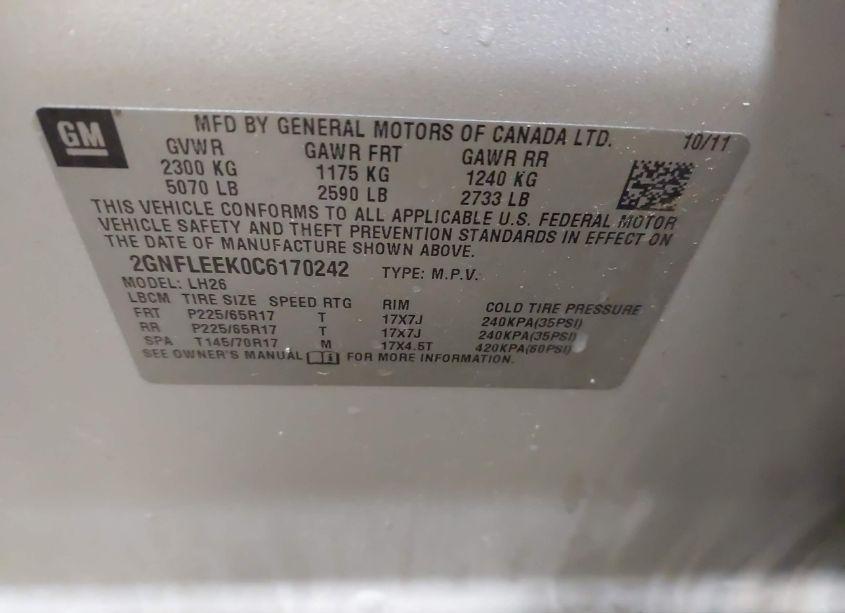 GM
MFD BY GENERAL MOTORS OF CANADA LTD. 10/11
GVWR GAWR FRT GAWR RR
2300 KG 1175 KG 1240 KG
5070 LB 2590 LB 2733 LB
THIS VEHICLE CONFORMS TO ALL APPLICABLE U.S. FEDERAL MOTOR
VEHICLE SAFETY AND THEFT PREVENTION STANDARDS IN EFFECT ON
THE DATE OF MANUFACTURE SHOWN ABOVE.
2GNFLEEK0C6170242 TYPE: M.P.V.
MODEL: LH26
LBCM TIRE SIZE SPEED RTG RIM COLD TIRE PRESSURE
FRT P225/65R17 T 17X7J 240KPA(35PSI)
RR P225/65R17 T 17X7J 240KPA(35PSI)
SPA T145/70R17 M 17X4.5T 420KPA(60PSI)
SEE OWNER'S MANUAL FOR MORE INFORMATION.